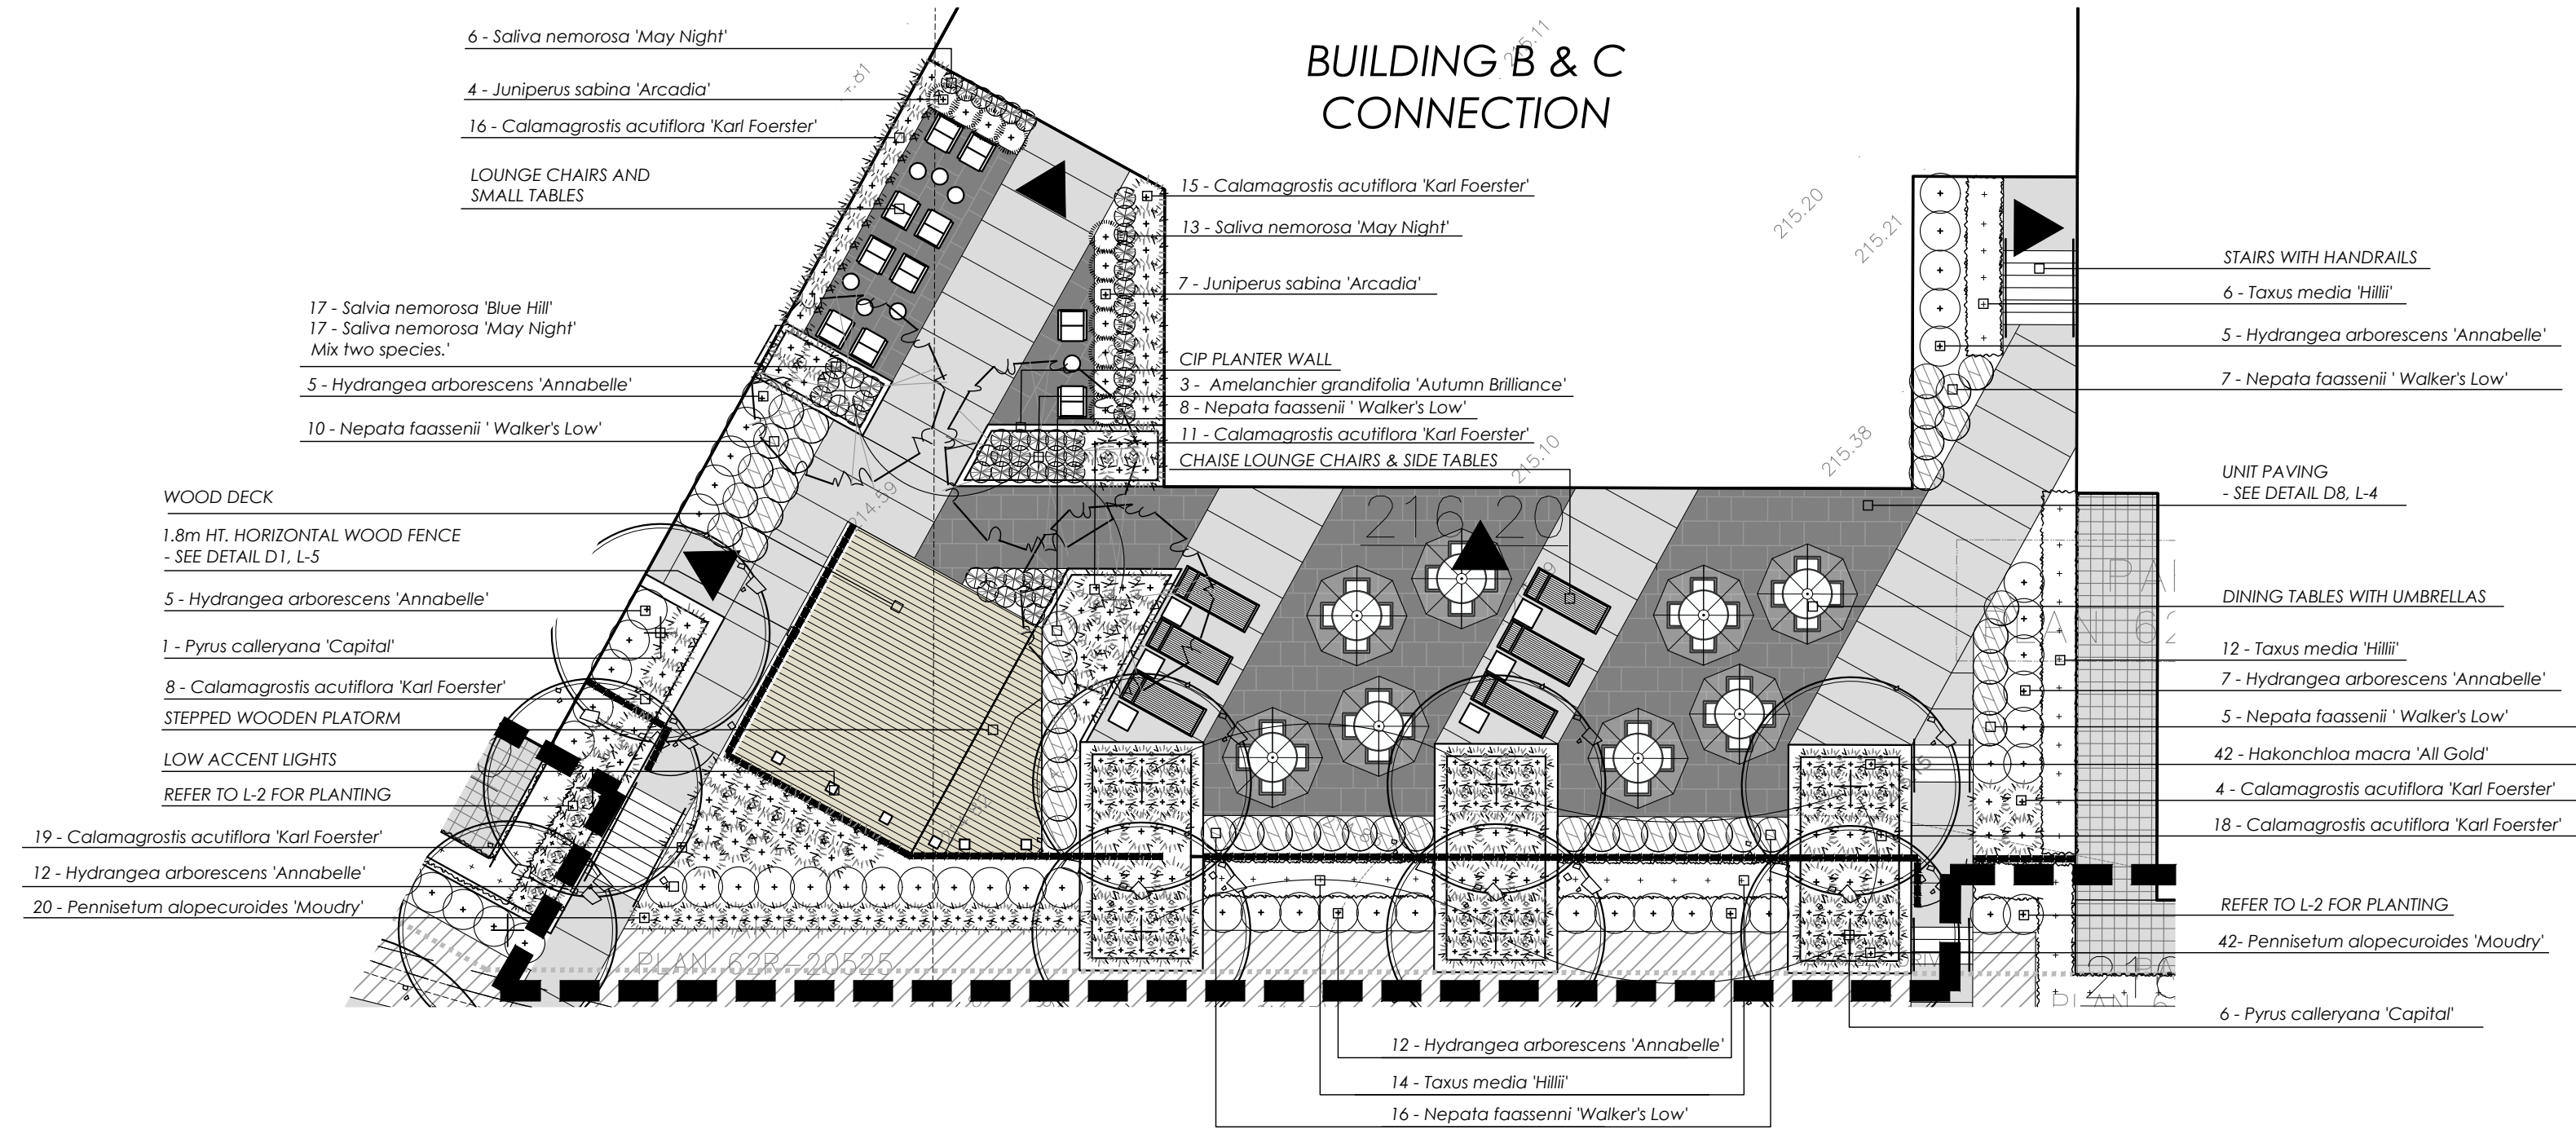 BUILDING B & C
CONNECTION
6 - Saliva nemorosa 'May Night'
4 - Juniperus sabina 'Arcadia'
16 - Calamagrostis acutiflora 'Karl Foerster'
LOUNGE CHAIRS AND
SMALL TABLES
17 - Salvia nemorosa 'Blue Hill'
17 - Saliva nemorosa 'May Night'
Mix two species.'
5 - Hydrangea arborescens 'Annabelle'
10 - Nepata faassenii ' Walker's Low'
WOOD DECK
1.8m HT. HORIZONTAL WOOD FENCE
- SEE DETAIL D1, L-5
5 - Hydrangea arborescens 'Annabelle'
1 - Pyrus calleryana 'Capital'
8 - Calamagrostis acutiflora 'Karl Foerster'
STEPPED WOODEN PLATORM
LOW ACCENT LIGHTS
REFER TO L-2 FOR PLANTING
19 - Calamagrostis acutiflora 'Karl Foerster'
12 - Hydrangea arborescens 'Annabelle'
20 - Pennisetum alopecuroides 'Moudry'
15 - Calamagrostis acutiflora 'Karl Foerster'
13 - Saliva nemorosa 'May Night'
7 - Juniperus sabina 'Arcadia'
CIP PLANTER WALL
3 - Amelanchier grandifolia 'Autumn Brilliance'
8 - Nepata faassenii ' Walker's Low'
11 - Calamagrostis acutiflora 'Karl Foerster'
CHAISE LOUNGE CHAIRS & SIDE TABLES
215.11
215.20
215.21
215.10
215.38
214.59
216.20
STAIRS WITH HANDRAILS
6 - Taxus media 'Hillii'
5 - Hydrangea arborescens 'Annabelle'
7 - Nepata faassenii ' Walker's Low'
UNIT PAVING
- SEE DETAIL D8, L-4
DINING TABLES WITH UMBRELLAS
12 - Taxus media 'Hillii'
7 - Hydrangea arborescens 'Annabelle'
5 - Nepata faassenii ' Walker's Low'
42 - Hakonchloa macra 'All Gold'
4 - Calamagrostis acutiflora 'Karl Foerster'
18 - Calamagrostis acutiflora 'Karl Foerster'
REFER TO L-2 FOR PLANTING
42- Pennisetum alopecuroides 'Moudry'
6 - Pyrus calleryana 'Capital'
PLAN 62R-20525
12 - Hydrangea arborescens 'Annabelle'
14 - Taxus media 'Hillii'
16 - Nepata faassenni 'Walker's Low'